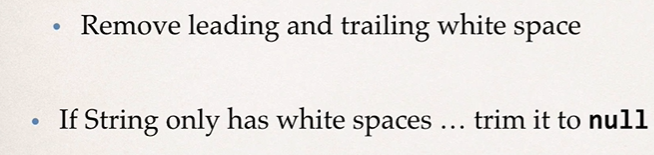 • Remove leading and trailing white space
• If String only has white spaces … trim it to null